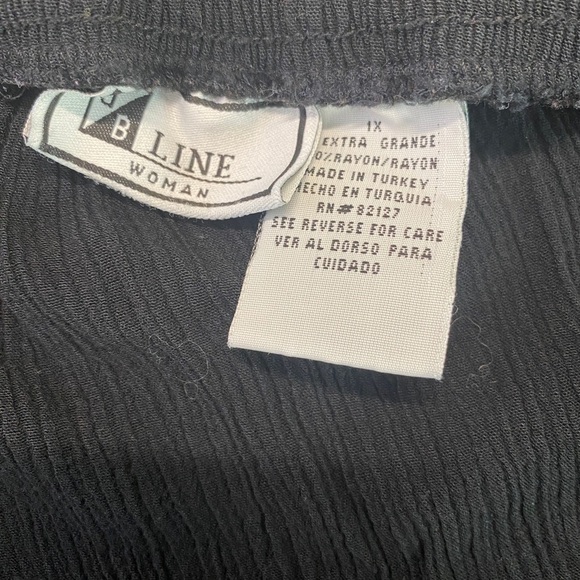 J
B
LINE
WOMAN
1X
EXTRA GRANDE
0%RAYON/RAYON
MADE IN TURKEY
HECHO EN TURQUIA
RN#82127
SEE REVERSE FOR CARE
VER AL DORSO PARA
CUIDADO